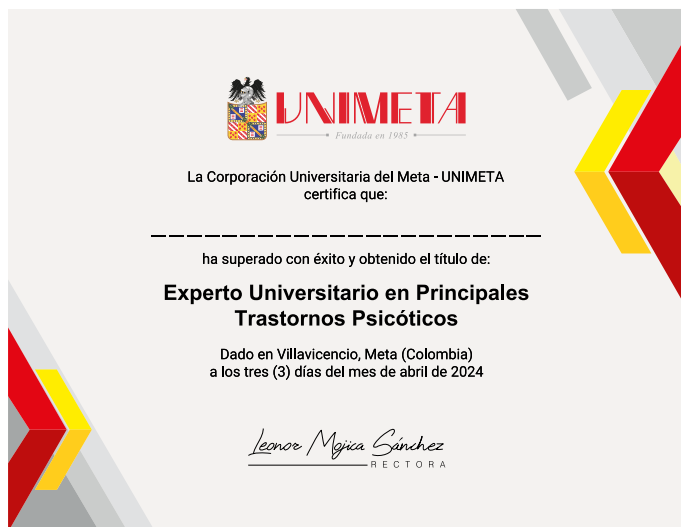 UNIMETA
Fundada en 1985
La Corporación Universitaria del Meta - UNIMETA
certifica que:
ha superado con éxito y obtenido el título de:
Experto Universitario en Principales
Trastornos Psicóticos
Dado en Villavicencio, Meta (Colombia)
a los tres (3) días del mes de abril de 2024
Leonor Mojica Sánchez
RECTORA